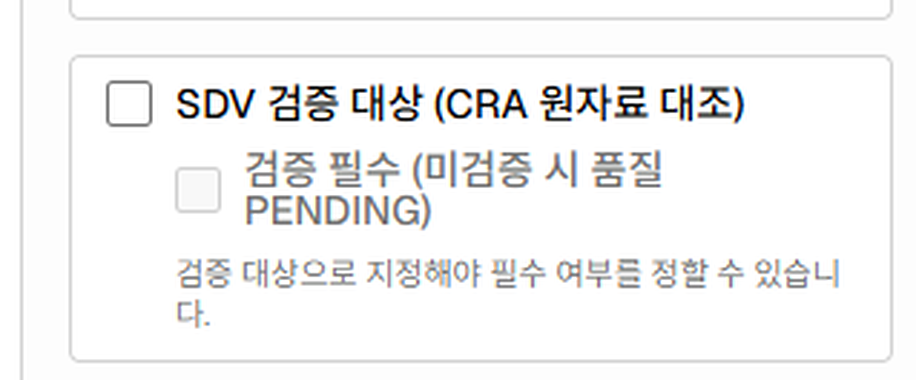 SDV 검증 대상 (CRA 원자료 대조)
검증 필수 (미검증 시 품질
PENDING)
검증 대상으로 지정해야 필수 여부를 정할 수 있습니
다.